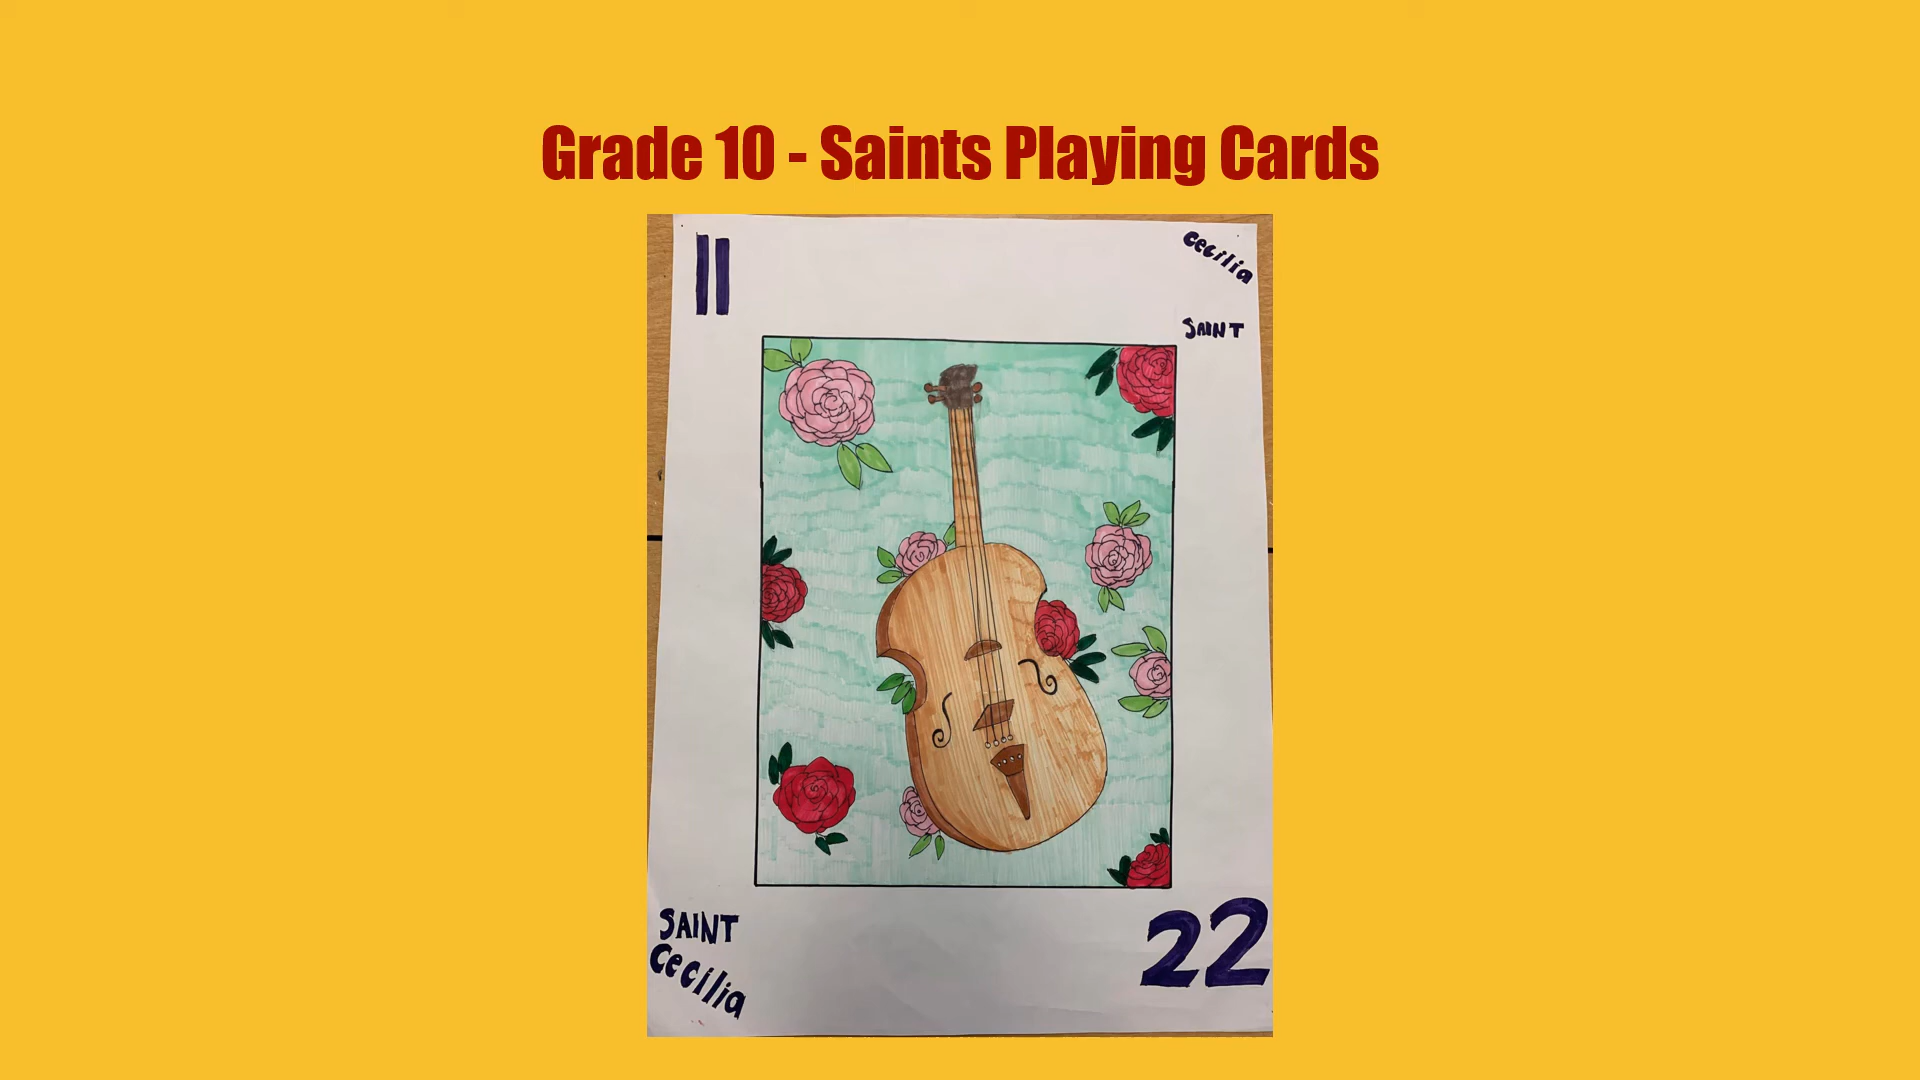 Grade 10 - Saints Playing Cards
11
Cecilia
SAINT
SAINT
Cecilia
22